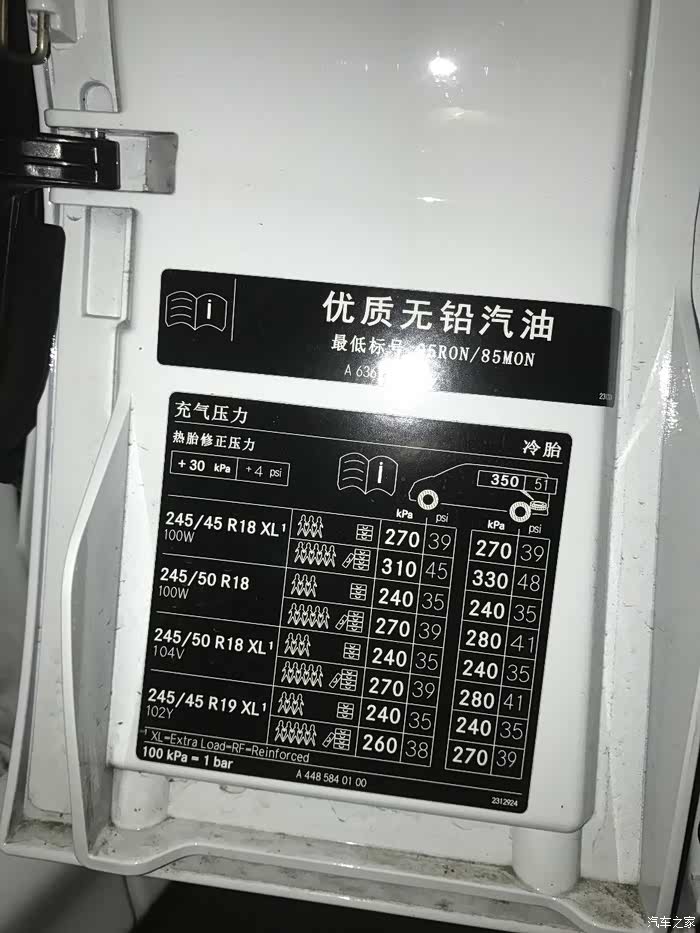 i
优质无铅汽油
最低标号 95RON/85MON
A 636
充气压力
热胎修正压力 冷胎
+30 kPa +4 psi
i
350 51
kPa psi kPa psi
245/45 R18 XL¹ 270 39 270 39
100W 310 45 330 48
245/50 R18 240 35 240 35
100W 270 39 280 41
245/50 R18 XL¹ 240 35 240 35
104V 270 39 280 41
245/45 R19 XL¹ 240 35 240 35
102Y 260 38 270 39
¹ XL=Extra Load=RF=Reinforced
100 kPa = 1 bar
A 448 584 01 00
2312924
汽车之家